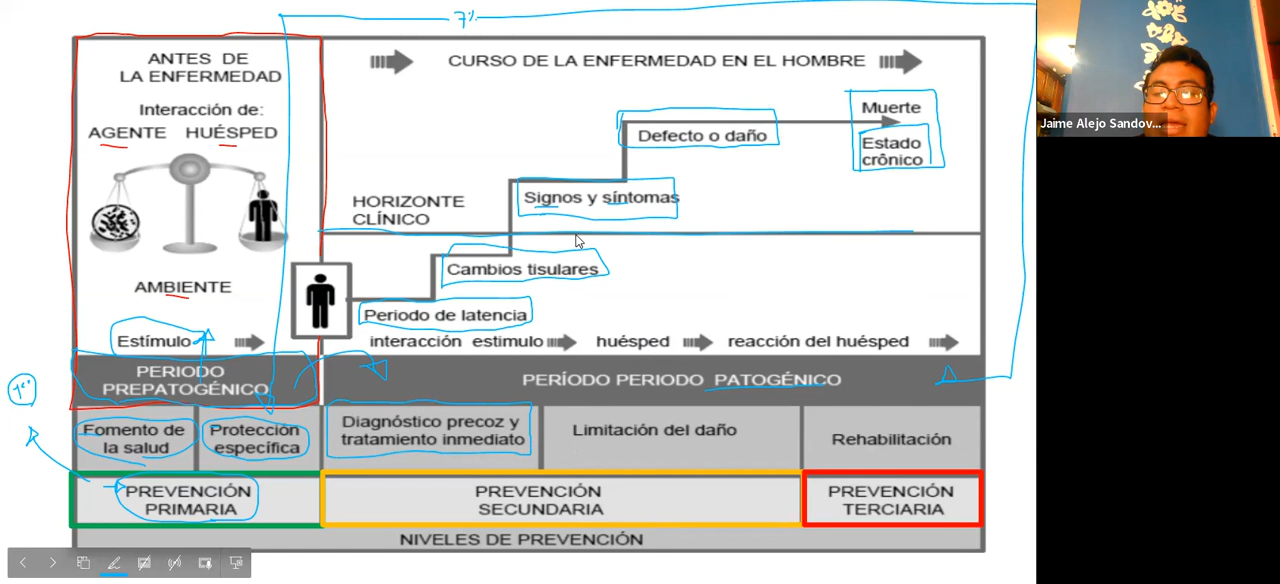 7%
ANTES DE
LA ENFERMEDAD
Interacción de:
AGENTE HUÉSPED
AMBIENTE
Estímulo
PERIODO
PREPATOGÉNICO
CURSO DE LA ENFERMEDAD EN EL HOMBRE
Muerte
Estado
crônico
Defecto o daño
Signos y síntomas
HORIZONTE
CLÍNICO
Cambios tisulares
Periodo de latencia
interacción estimulo huésped reacción del huésped
PERÍODO PERIODO PATOGÉNICO
Fomento de
la salud
Protección
específica
Diagnóstico precoz y
tratamiento inmediato
Limitación del daño
Rehabilitación
PREVENCIÓN
PRIMARIA
PREVENCIÓN
SECUNDARIA
PREVENCIÓN
TERCIARIA
NIVELES DE PREVENCIÓN
Jaime Alejo Sandov...